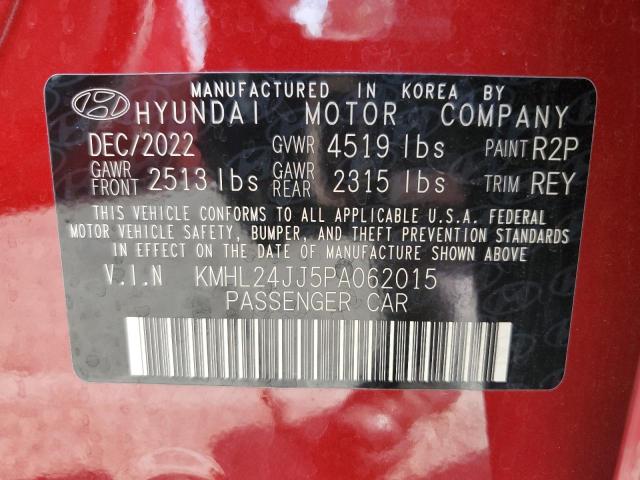 MANUFACTURED IN KOREA BY
HYUNDAI MOTOR COMPANY
DEC/2022 GVWR 4519 lbs PAINT R2P
GAWR FRONT 2513 lbs GAWR REAR 2315 lbs TRIM REY
THIS VEHICLE CONFORMS TO ALL APPLICABLE U.S.A. FEDERAL
MOTOR VEHICLE SAFETY, BUMPER, AND THEFT PREVENTION STANDARDS
IN EFFECT ON THE DATE OF MANUFACTURE SHOWN ABOVE
V.I.N KMHL24JJ5PA062015
PASSENGER CAR